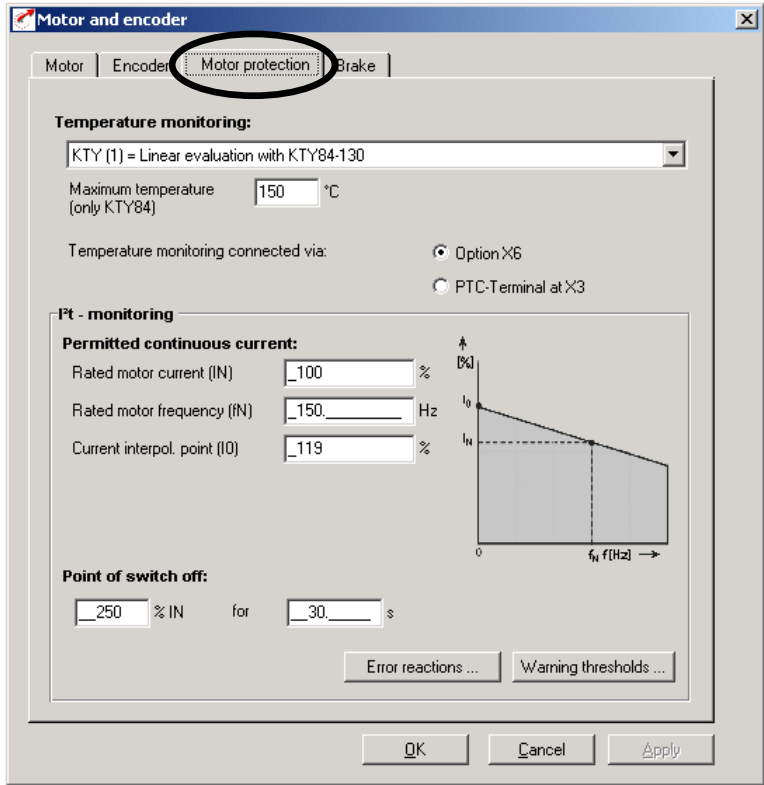 Motor and encoder
Motor Encoder Motor protection Brake
Temperature monitoring:
KTY (1) = Linear evaluation with KTY84-130
Maximum temperature
(only KTY84)
150 °C
Temperature monitoring connected via:
Option X6
PTC-Terminal at X3
I²t - monitoring
Permitted continuous current:
Rated motor current (IN) _100 %
Rated motor frequency (fN) _150.________ Hz
Current interpol. point (I0) _119 %
[%]
I0
IN
0 fN f[Hz]
Point of switch off:
__250 % IN for __30._____ s
Error reactions ... Warning thresholds ...
OK Cancel Apply